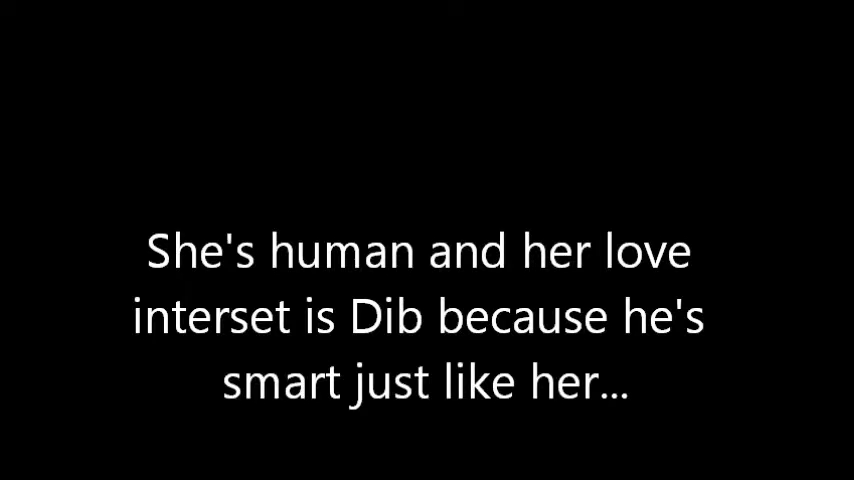 She's human and her love
interset is Dib because he's
smart just like her...